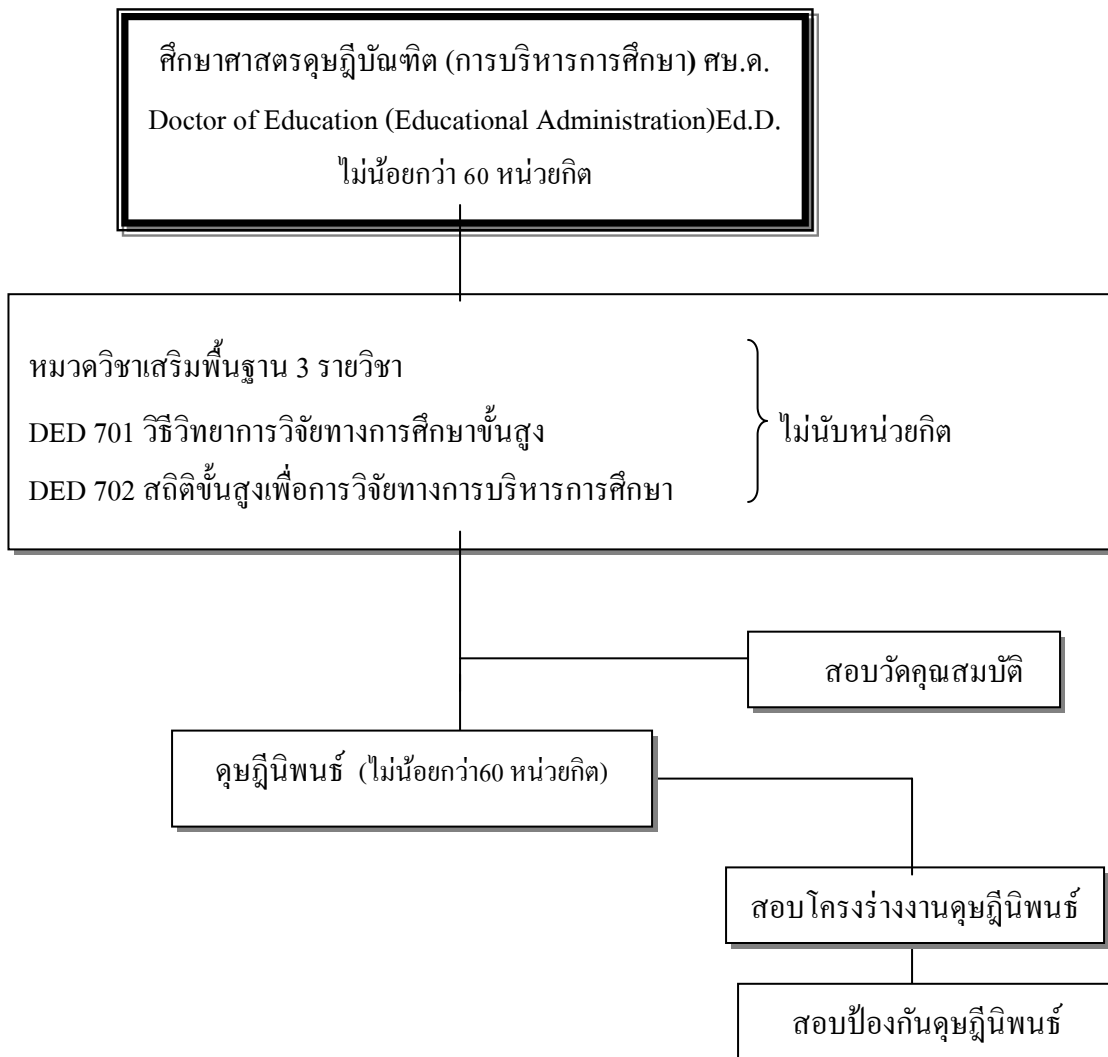 ศึกษาศาสตรดุษฎีบัณฑิต (การบริหารการศึกษา) ศษ.ด.
Doctor of Education (Educational Administration)Ed.D.
ไม่น้อยกว่า 60 หน่วยกิต
หมวดวิชาเสริมพื้นฐาน 3 รายวิชา
DED 701 วิธีวิทยาการวิจัยทางการศึกษาขั้นสูง
ไม่นับหน่วยกิต
DED 702 สถิติขั้นสูงเพื่อการวิจัยทางการบริหารการศึกษา
สอบวัดคุณสมบัติ
ดุษฎีนิพนธ์ (ไม่น้อยกว่า60 หน่วยกิต)
สอบโครงร่างงานดุษฎีนิพนธ์
สอบป้องกันดุษฎีนิพนธ์